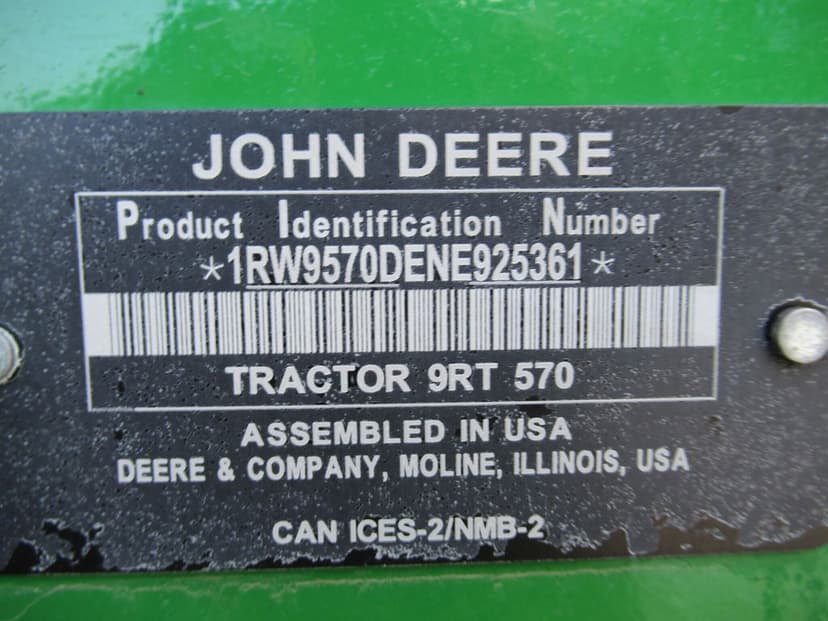 JOHN DEERE
Product Identification Number
*1RW9570DENE925361*
TRACTOR 9RT 570
ASSEMBLED IN USA
DEERE & COMPANY, MOLINE, ILLINOIS, USA
CAN ICES-2/NMB-2